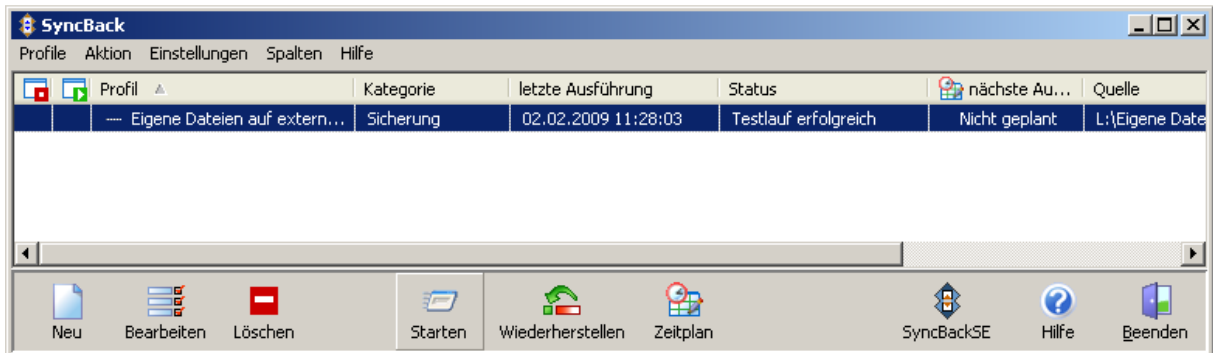 SyncBack
Profile Aktion Einstellungen Spalten Hilfe
Profil Kategorie letzte Ausführung Status nächste Au... Quelle
Eigene Dateien auf extern... Sicherung 02.02.2009 11:28:03 Testlauf erfolgreich Nicht geplant L:\Eigene Date
Neu Bearbeiten Löschen Starten Wiederherstellen Zeitplan SyncBackSE Hilfe Beenden